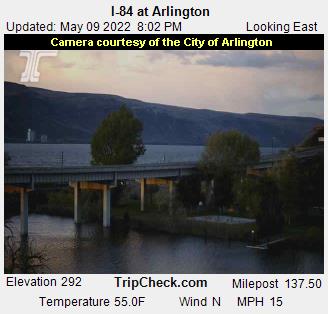 I-84 at Arlington
Updated: May 09 2022 8:02 PM Looking East
Camera courtesy of the City of Arlington
Elevation 292 TripCheck.com Milepost 137.50
Temperature 55.0F Wind N MPH 15